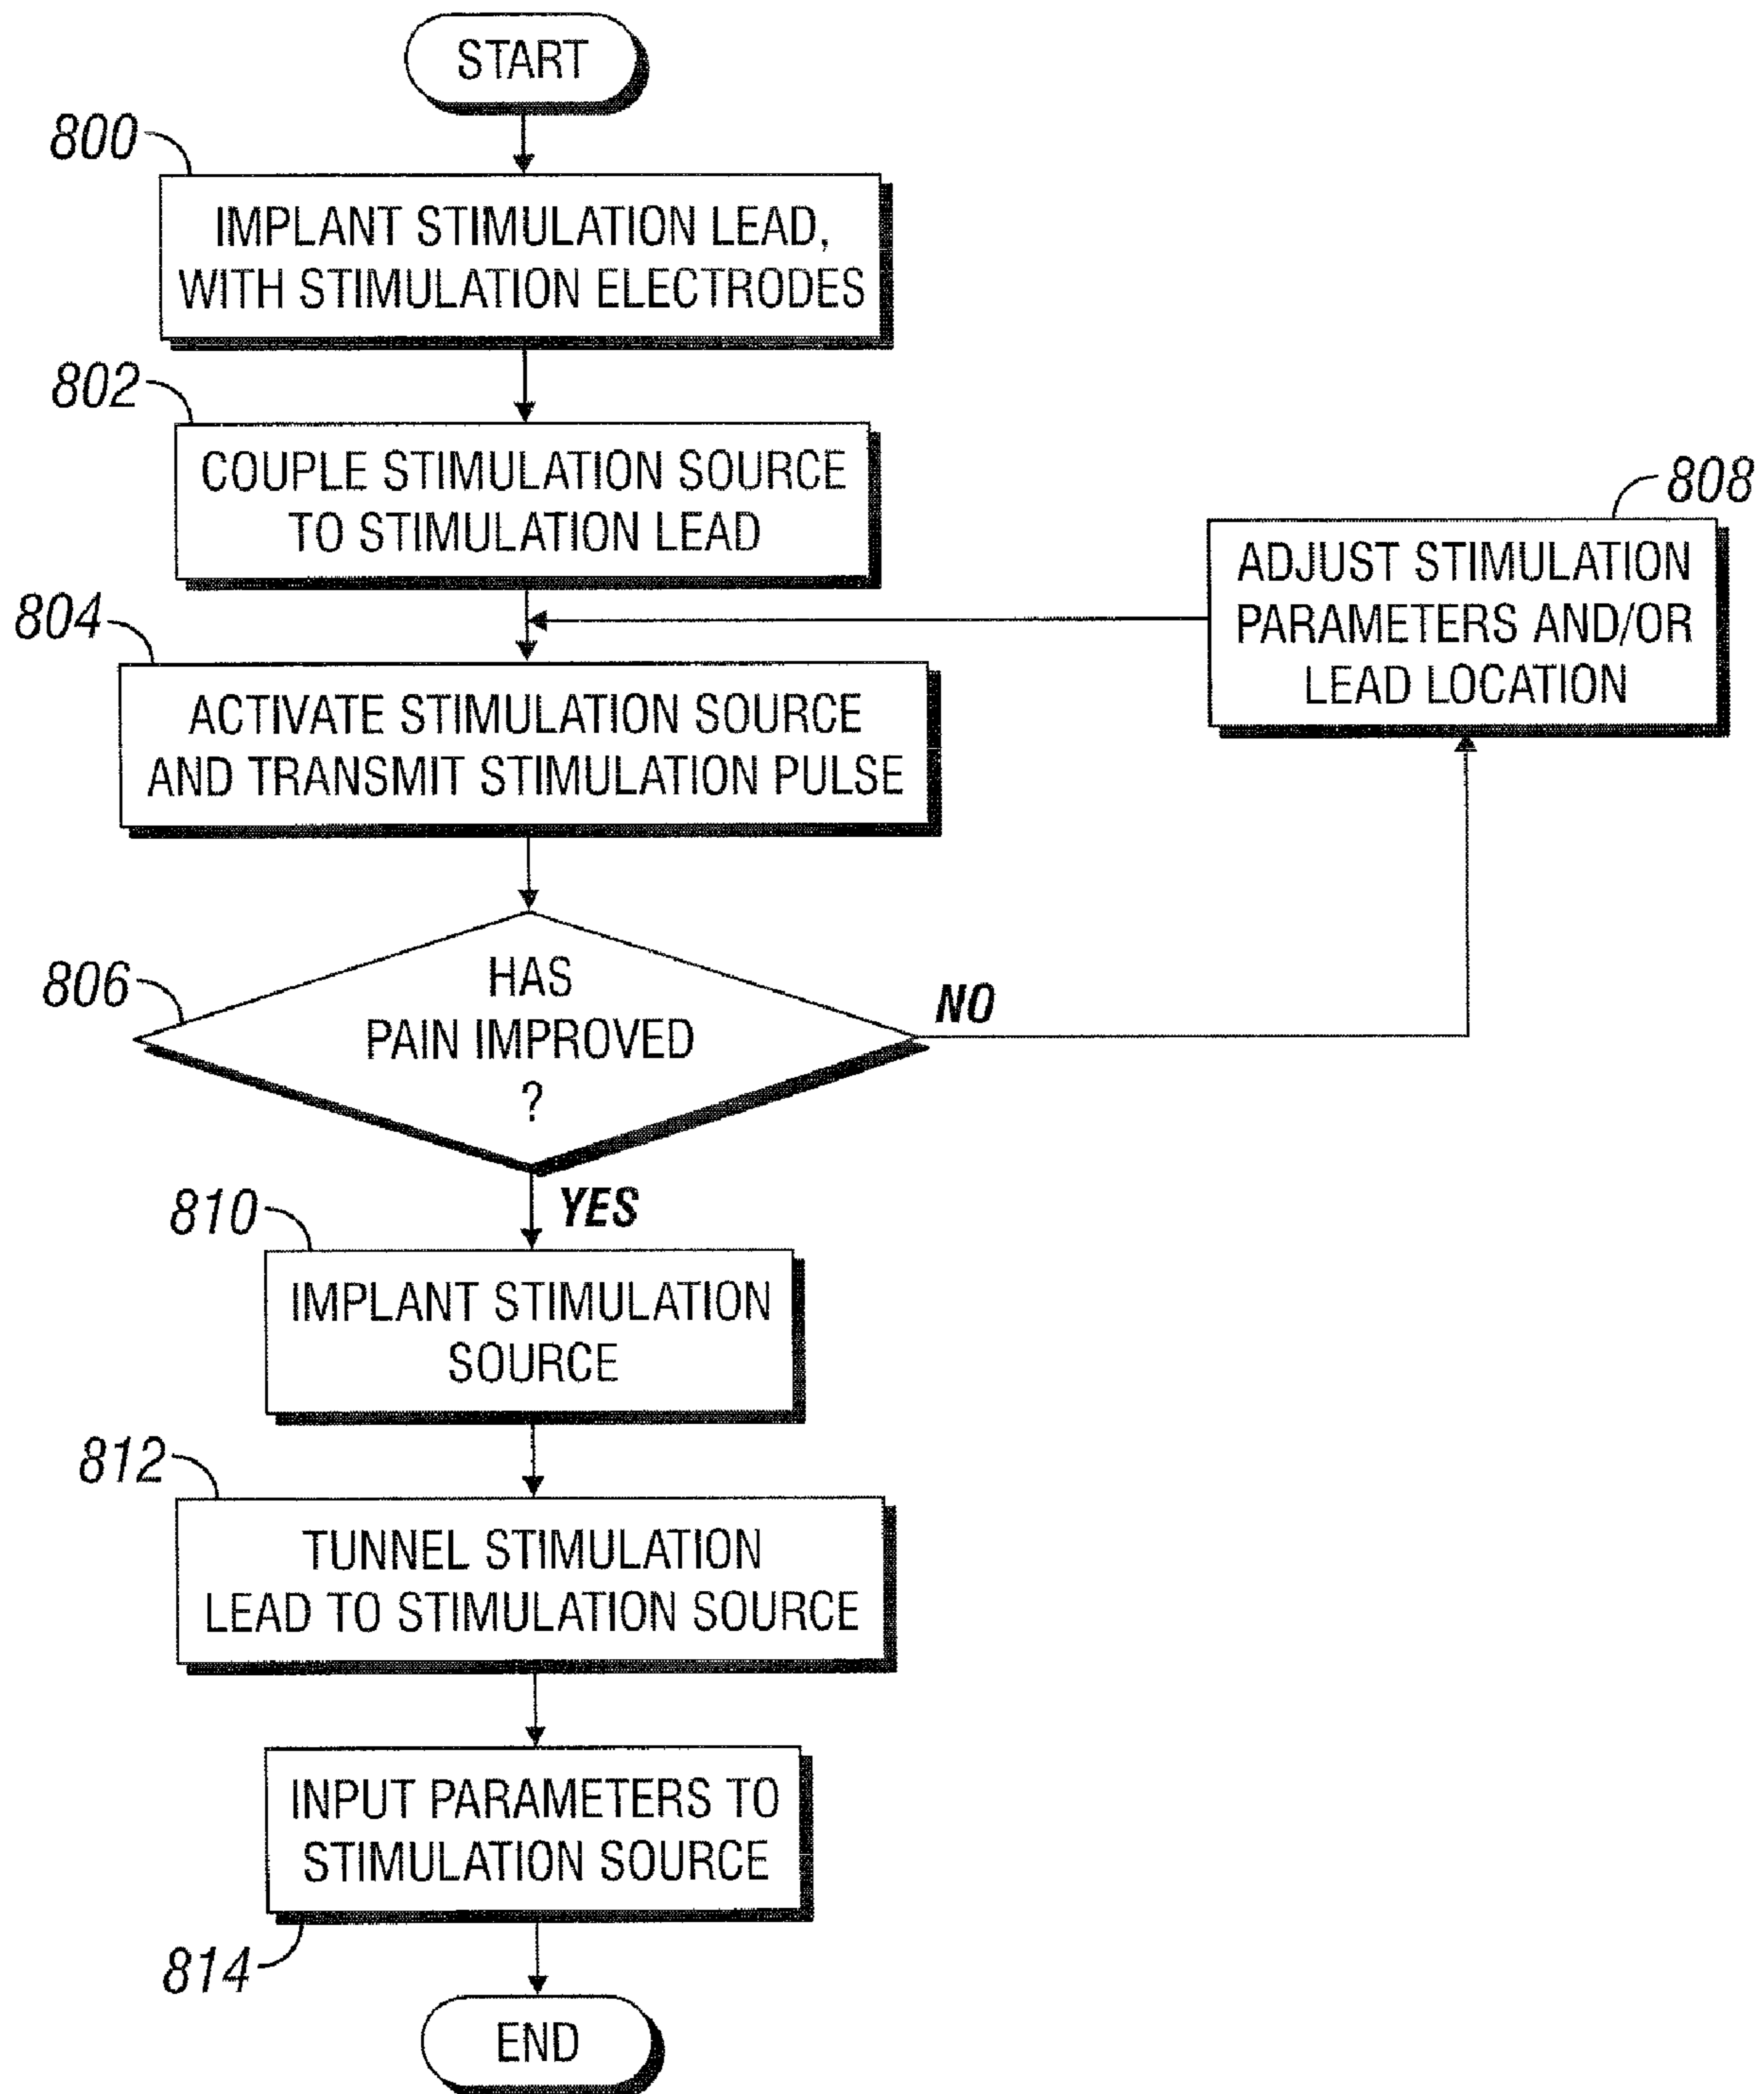 START
800
IMPLANT STIMULATION LEAD,
WITH STIMULATION ELECTRODES
802
COUPLE STIMULATION SOURCE
TO STIMULATION LEAD
804
ACTIVATE STIMULATION SOURCE
AND TRANSMIT STIMULATION PULSE
808
ADJUST STIMULATION
PARAMETERS AND/OR
LEAD LOCATION
806
HAS
PAIN IMPROVED
?
NO
YES
810
IMPLANT STIMULATION
SOURCE
812
TUNNEL STIMULATION
LEAD TO STIMULATION SOURCE
INPUT PARAMETERS TO
STIMULATION SOURCE
814
END